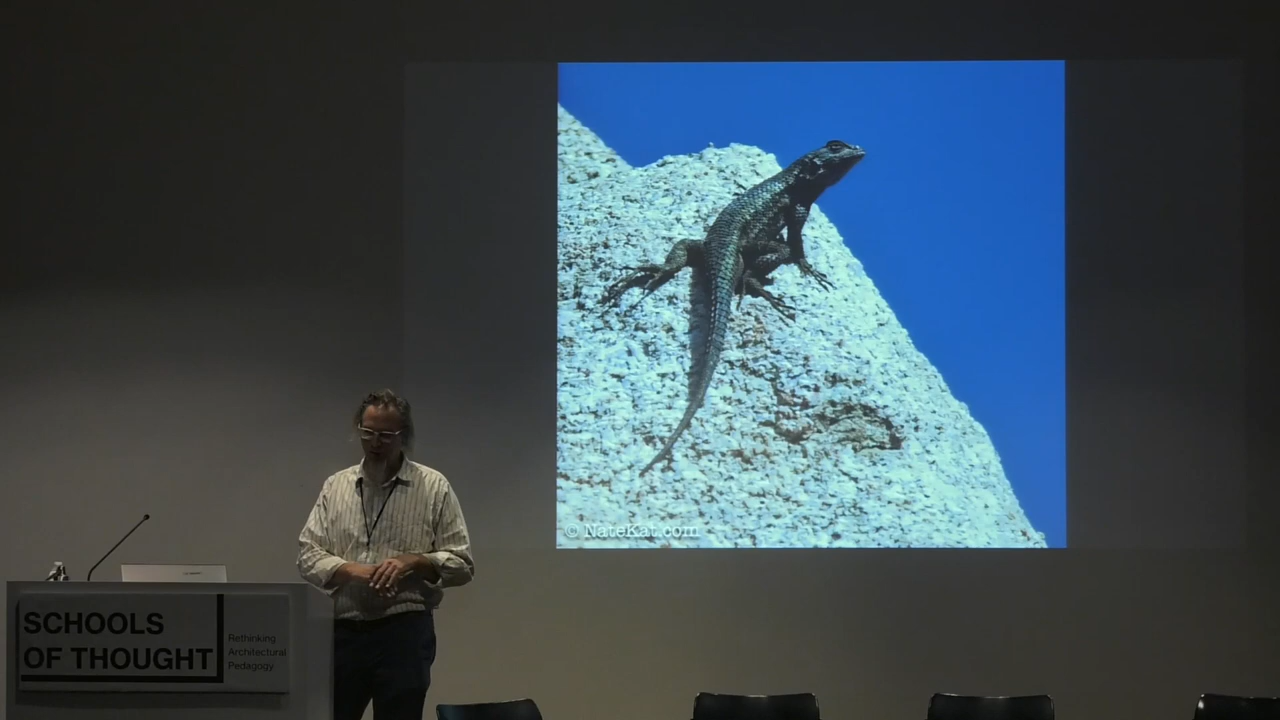 © NateKat.com
SCHOOLS
OF THOUGHT
Rethinking
Architectural
Pedagogy